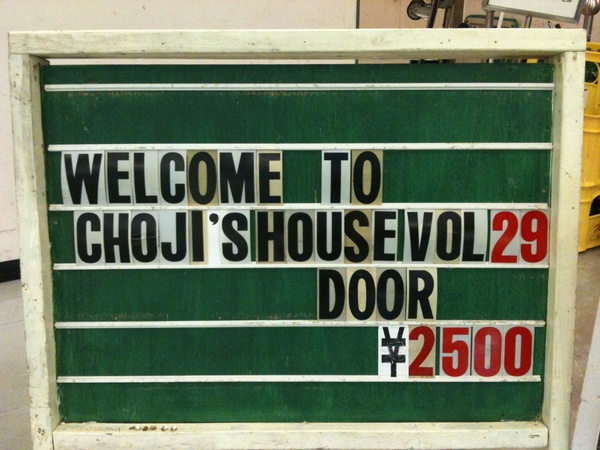 WELCOME TO
CHOJI'S HOUSE VOL 29
DOOR
¥2500